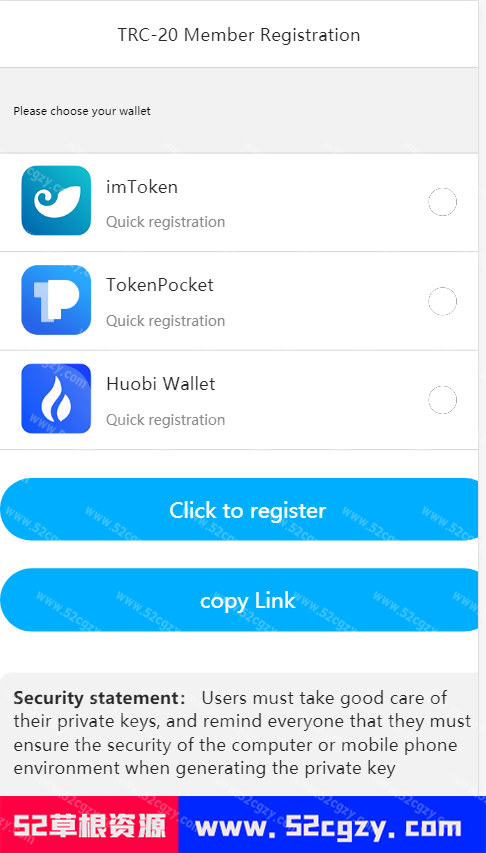 TRC-20 Member Registration
Please choose your wallet
imToken
Quick registration
TokenPocket
Quick registration
Huobi Wallet
Quick registration
Click to register
copy Link
Security statement： Users must take good care of
their private keys, and remind everyone that they must
ensure the security of the computer or mobile phone
environment when generating the private key
52草根资源 www.52cgzy.com